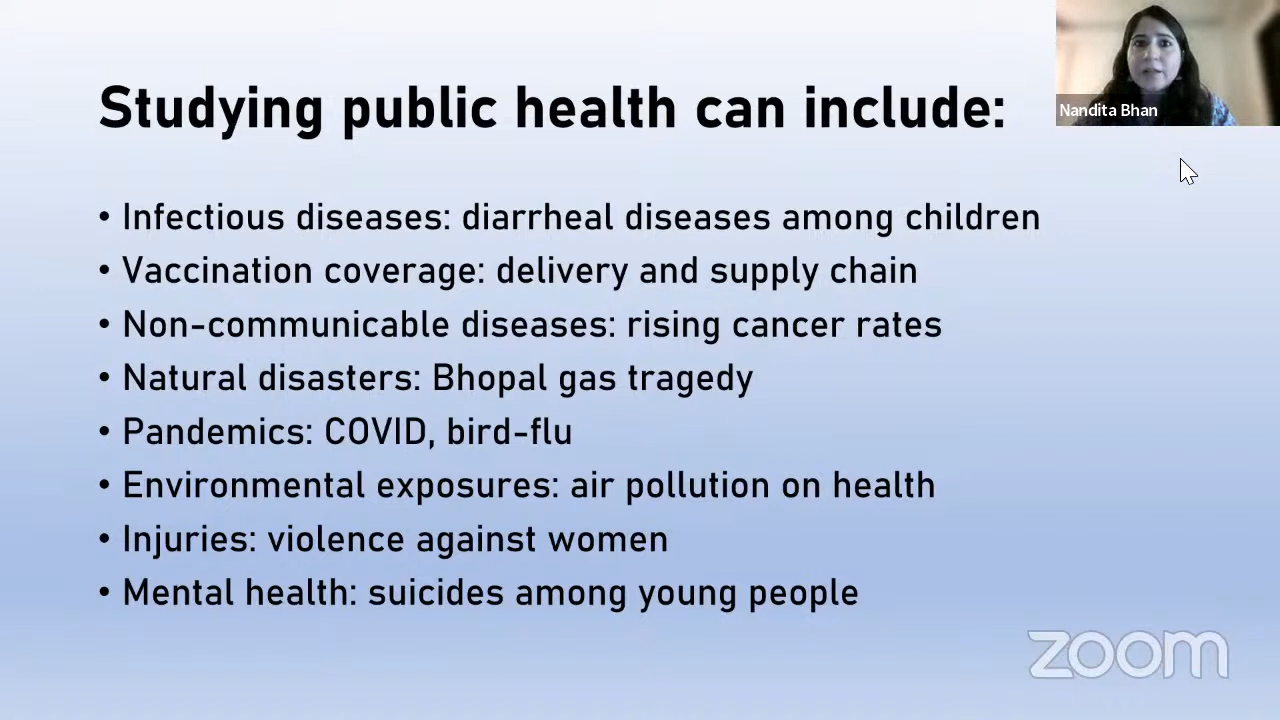 Studying public health can include:
Nandita Bhan
• Infectious diseases: diarrheal diseases among children
• Vaccination coverage: delivery and supply chain
• Non-communicable diseases: rising cancer rates
• Natural disasters: Bhopal gas tragedy
• Pandemics: COVID, bird-flu
• Environmental exposures: air pollution on health
• Injuries: violence against women
• Mental health: suicides among young people
zoom